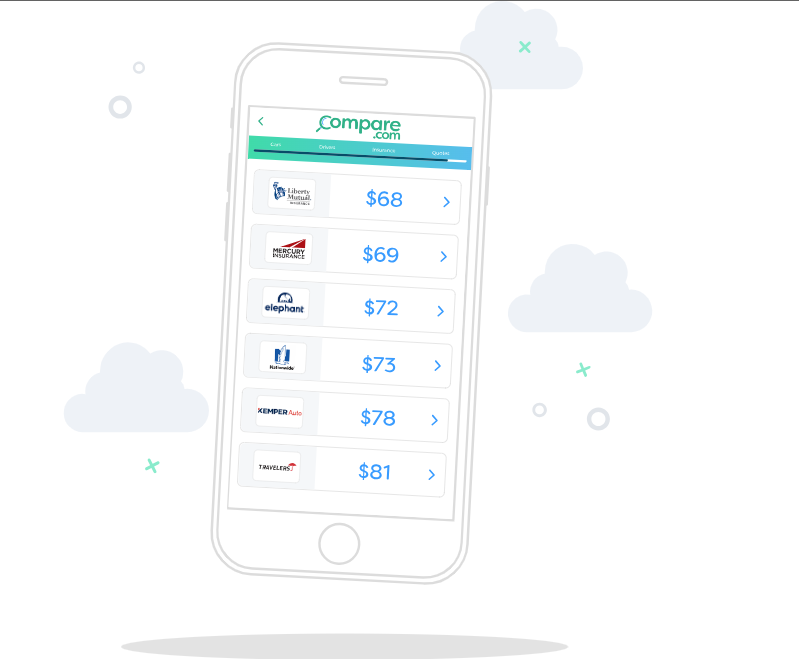 Compare
.com
Cars Drivers Insurance Quotes
Liberty
Mutual.
INSURANCE
$68
MERCURY
INSURANCE
$69
elephant
$72
Nationwide
$73
KEMPER Auto
$78
TRAVELERS
$81